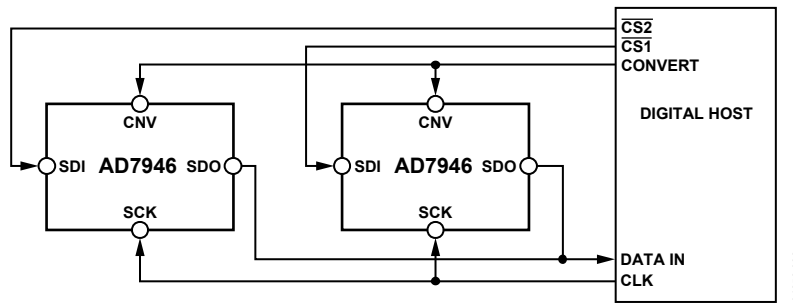 CS2
CS1
CONVERT
CNV
CNV
DIGITAL HOST
SDI AD7946 SDO
SDI AD7946 SDO
SCK
SCK
DATA IN
CLK